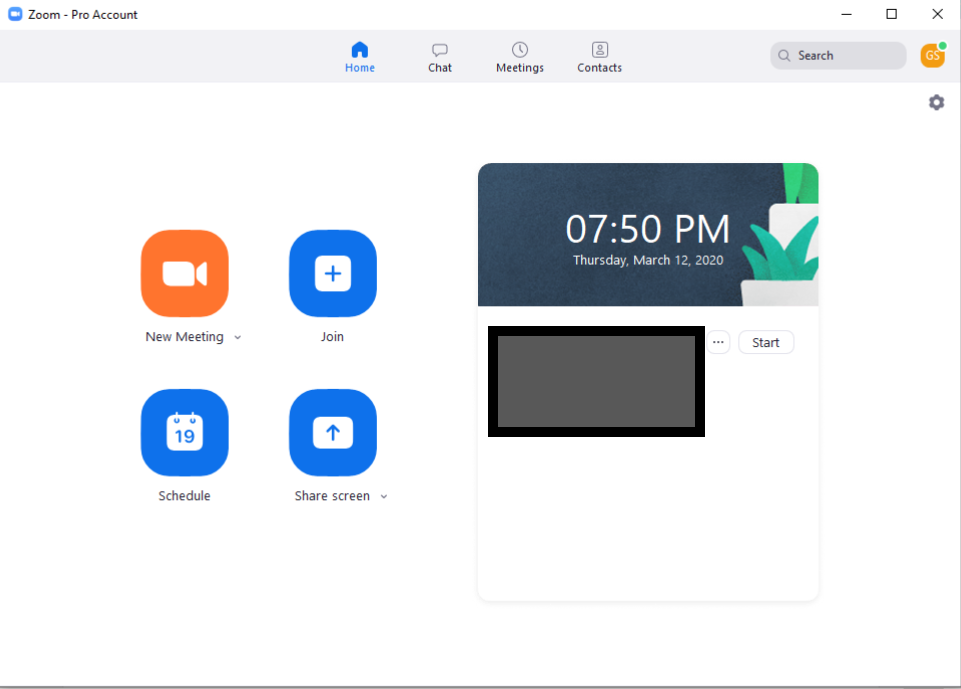 Zoom - Pro Account
Home
Chat
Meetings
Contacts
Search
GS
07:50 PM
Thursday, March 12, 2020
... Start
New Meeting
Join
19
Schedule
Share screen